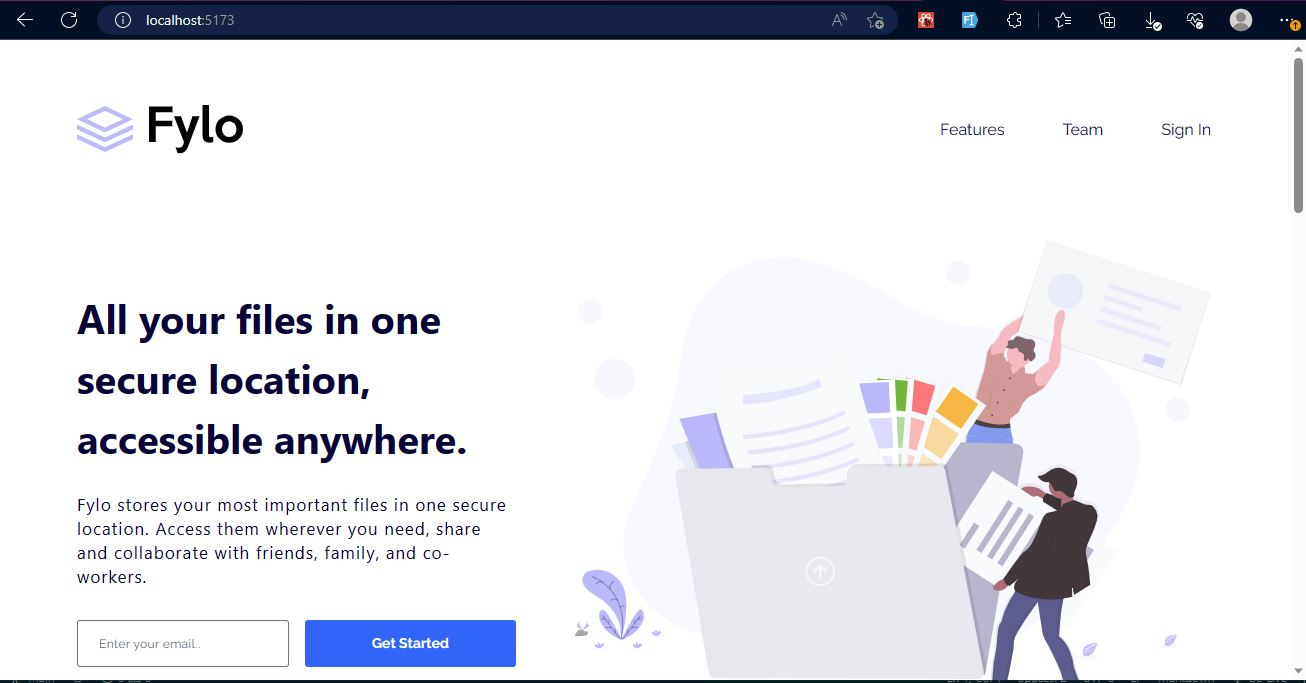 localhost:5173
Fylo
Features
Team
Sign In
All your files in one
secure location,
accessible anywhere.
Fylo stores your most important files in one secure
location. Access them wherever you need, share
and collaborate with friends, family, and co-
workers.
Enter your email..
Get Started